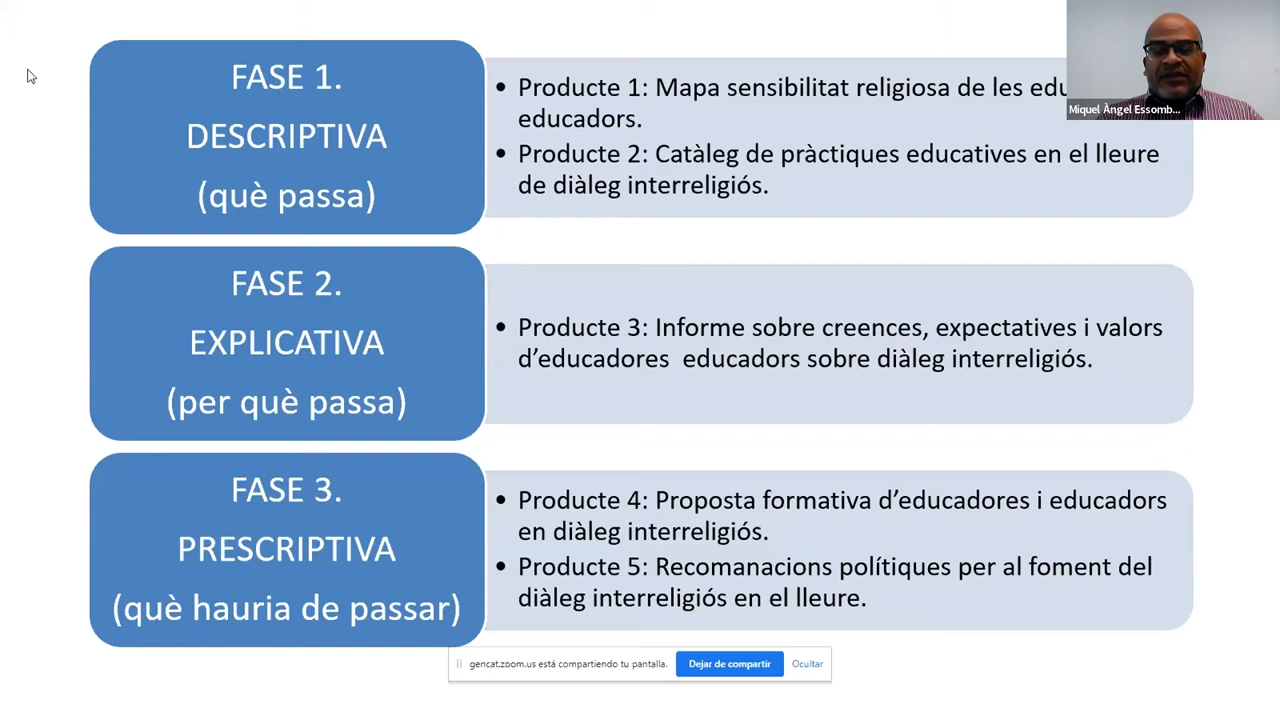 FASE 1.
DESCRIPTIVA
(què passa)
• Producte 1: Mapa sensibilitat religiosa de les
educadors.
• Producte 2: Catàleg de pràctiques educatives en el lleure
de diàleg interreligiós.
Miquel Àngel Essomb...
FASE 2.
EXPLICATIVA
(per què passa)
• Producte 3: Informe sobre creences, expectatives i valors
d’educadores  educadors sobre diàleg interreligiós.
FASE 3.
PRESCRIPTIVA
(què hauria de passar)
• Producte 4: Proposta formativa d’educadores i educadors
en diàleg interreligiós.
• Producte 5: Recomanacions polítiques per al foment del
diàleg interreligiós en el lleure.
gencat.zoom.us está compartiendo tu pantalla.
Dejar de compartir
Ocultar